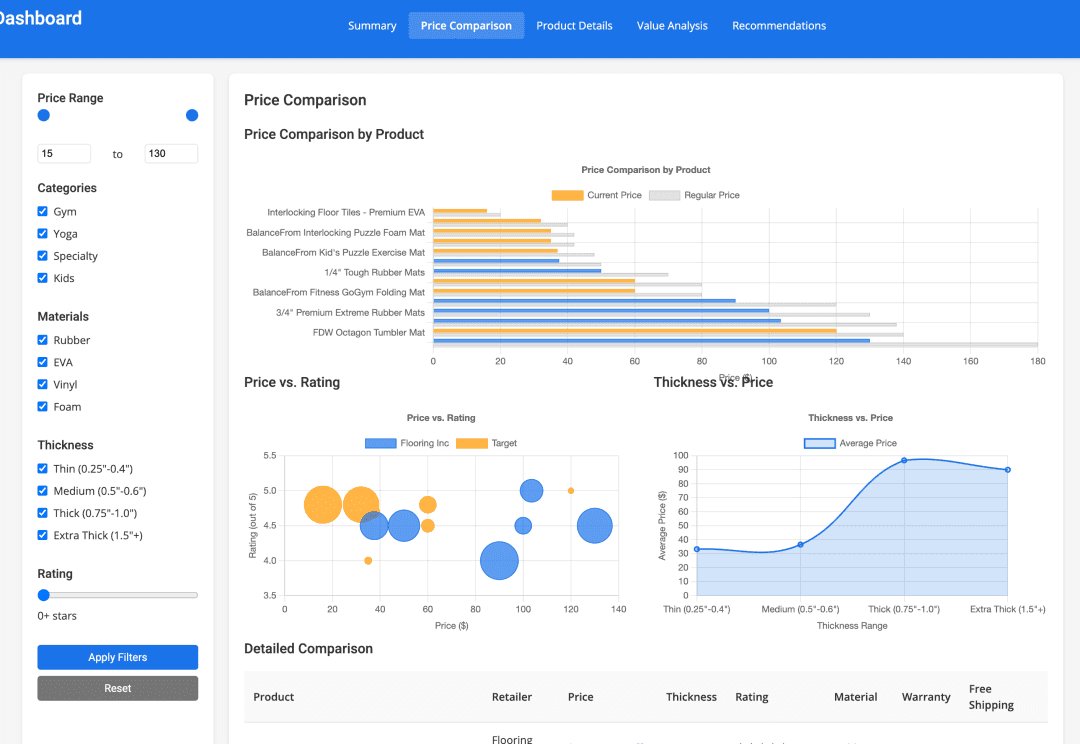 Dashboard
Summary Price Comparison Product Details Value Analysis Recommendations
Price Range
15 to 130
Categories
Gym
Yoga
Specialty
Kids
Materials
Rubber
EVA
Vinyl
Foam
Thickness
Thin (0.25"-0.4")
Medium (0.5"-0.6")
Thick (0.75"-1.0")
Extra Thick (1.5"+)
Rating
0+ stars
Apply Filters
Reset
Price Comparison
Price Comparison by Product
Price Comparison by Product
Current Price Regular Price
Interlocking Floor Tiles - Premium EVA
BalanceFrom Interlocking Puzzle Foam Mat
BalanceFrom Kid's Puzzle Exercise Mat
1/4" Tough Rubber Mats
BalanceFrom Fitness GoGym Folding Mat
3/4" Premium Extreme Rubber Mats
FDW Octagon Tumbler Mat
0 20 40 60 80 100 120 140 160 180
Price ($)
Price vs. Rating
Price vs. Rating
Flooring Inc Target
Rating (out of 5)
5.5
5.0
4.5
4.0
3.5
0 20 40 60 80 100 120 140
Price ($)
Thickness vs. Price
Thickness vs. Price
Average Price
Average Price ($)
100
90
80
70
60
50
40
30
20
10
0
Thin (0.25"-0.4") Medium (0.5"-0.6") Thick (0.75"-1.0") Extra Thick (1.5"+)
Thickness Range
Detailed Comparison
Product Retailer Price Thickness Rating Material Warranty Free
Shipping
Flooring